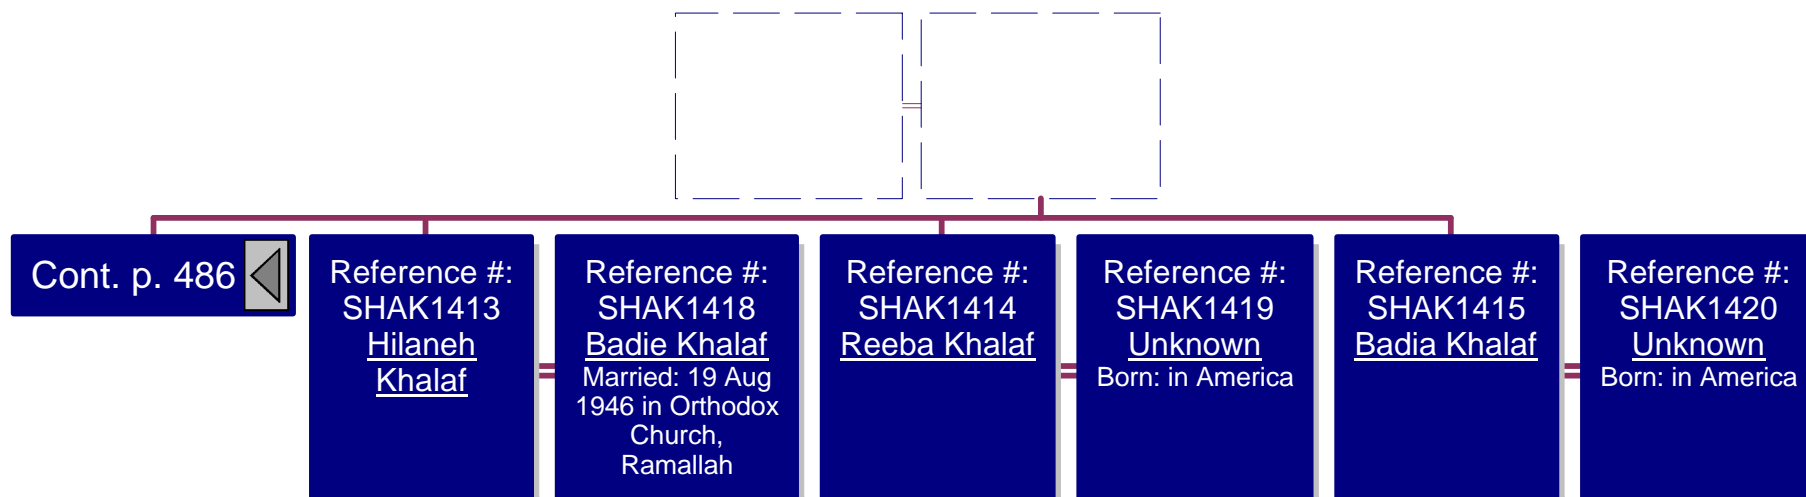 Cont. p. 486
Reference #:
SHAK1413
Hilaneh
Khalaf
Reference #:
SHAK1418
Badie Khalaf
Married: 19 Aug
1946 in Orthodox
Church,
Ramallah
Reference #:
SHAK1414
Reeba Khalaf
Reference #:
SHAK1419
Unknown
Born: in America
Reference #:
SHAK1415
Badia Khalaf
Reference #:
SHAK1420
Unknown
Born: in America